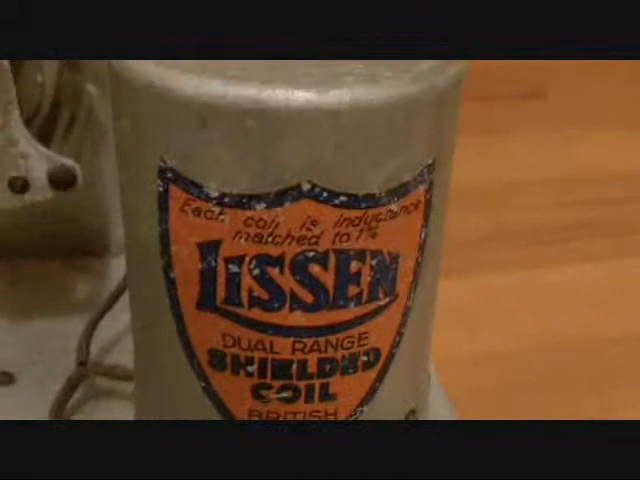 Each coil is inductance
matched to 1%
LISSEN
DUAL RANGE
SHIELDED
COIL
BRITISH